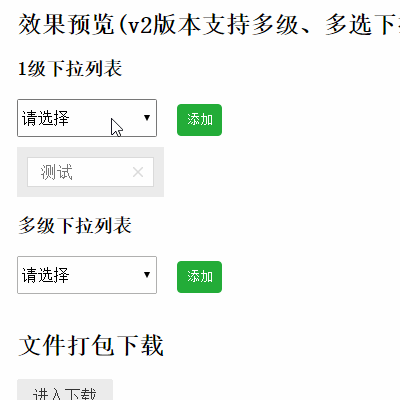 效果预览(v2版本支持多级、多选下
1级下拉列表
请选择 添加
测试
多级下拉列表
请选择 添加
文件打包下载
进入下载